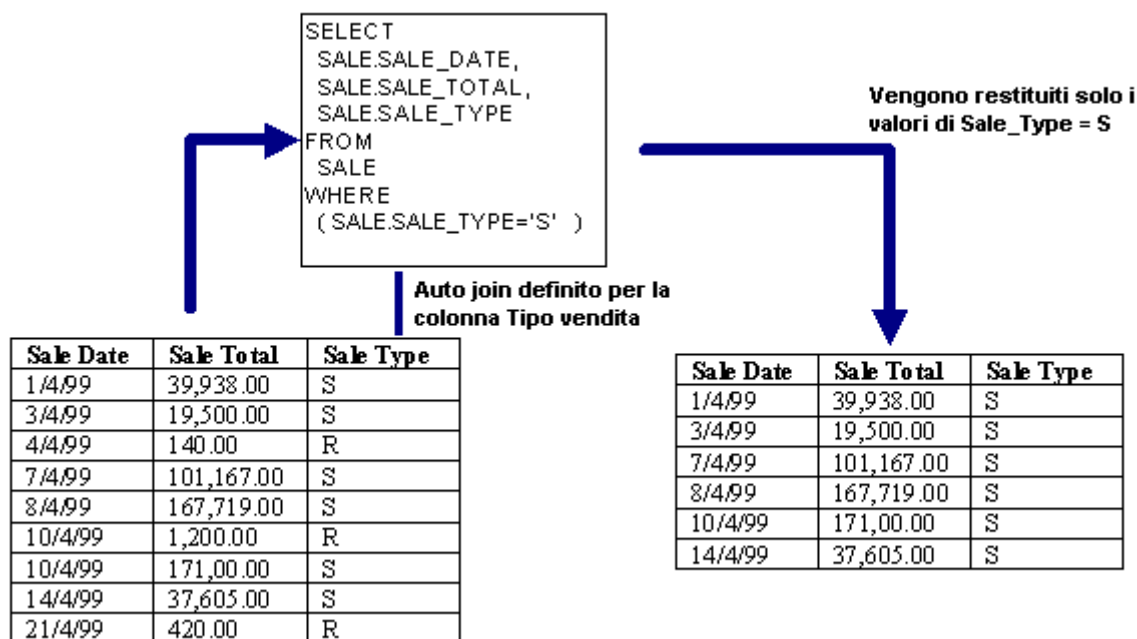 SELECT
SALE.SALE_DATE,
SALE.SALE_TOTAL,
SALE.SALE_TYPE
FROM
SALE
WHERE
( SALE.SALE_TYPE='S' )
Vengono restituiti solo i
valori di Sale_Type = S
Auto join definito per la
colonna Tipo vendita
Sale Date Sale Total Sale Type
1/4/99 39,938.00 S
3/4/99 19,500.00 S
4/4/99 140.00 R
7/4/99 101,167.00 S
8/4/99 167,719.00 S
10/4/99 1,200.00 R
10/4/99 171,00.00 S
14/4/99 37,605.00 S
21/4/99 420.00 R
Sale Date Sale Total Sale Type
1/4/99 39,938.00 S
3/4/99 19,500.00 S
7/4/99 101,167.00 S
8/4/99 167,719.00 S
10/4/99 171,00.00 S
14/4/99 37,605.00 S